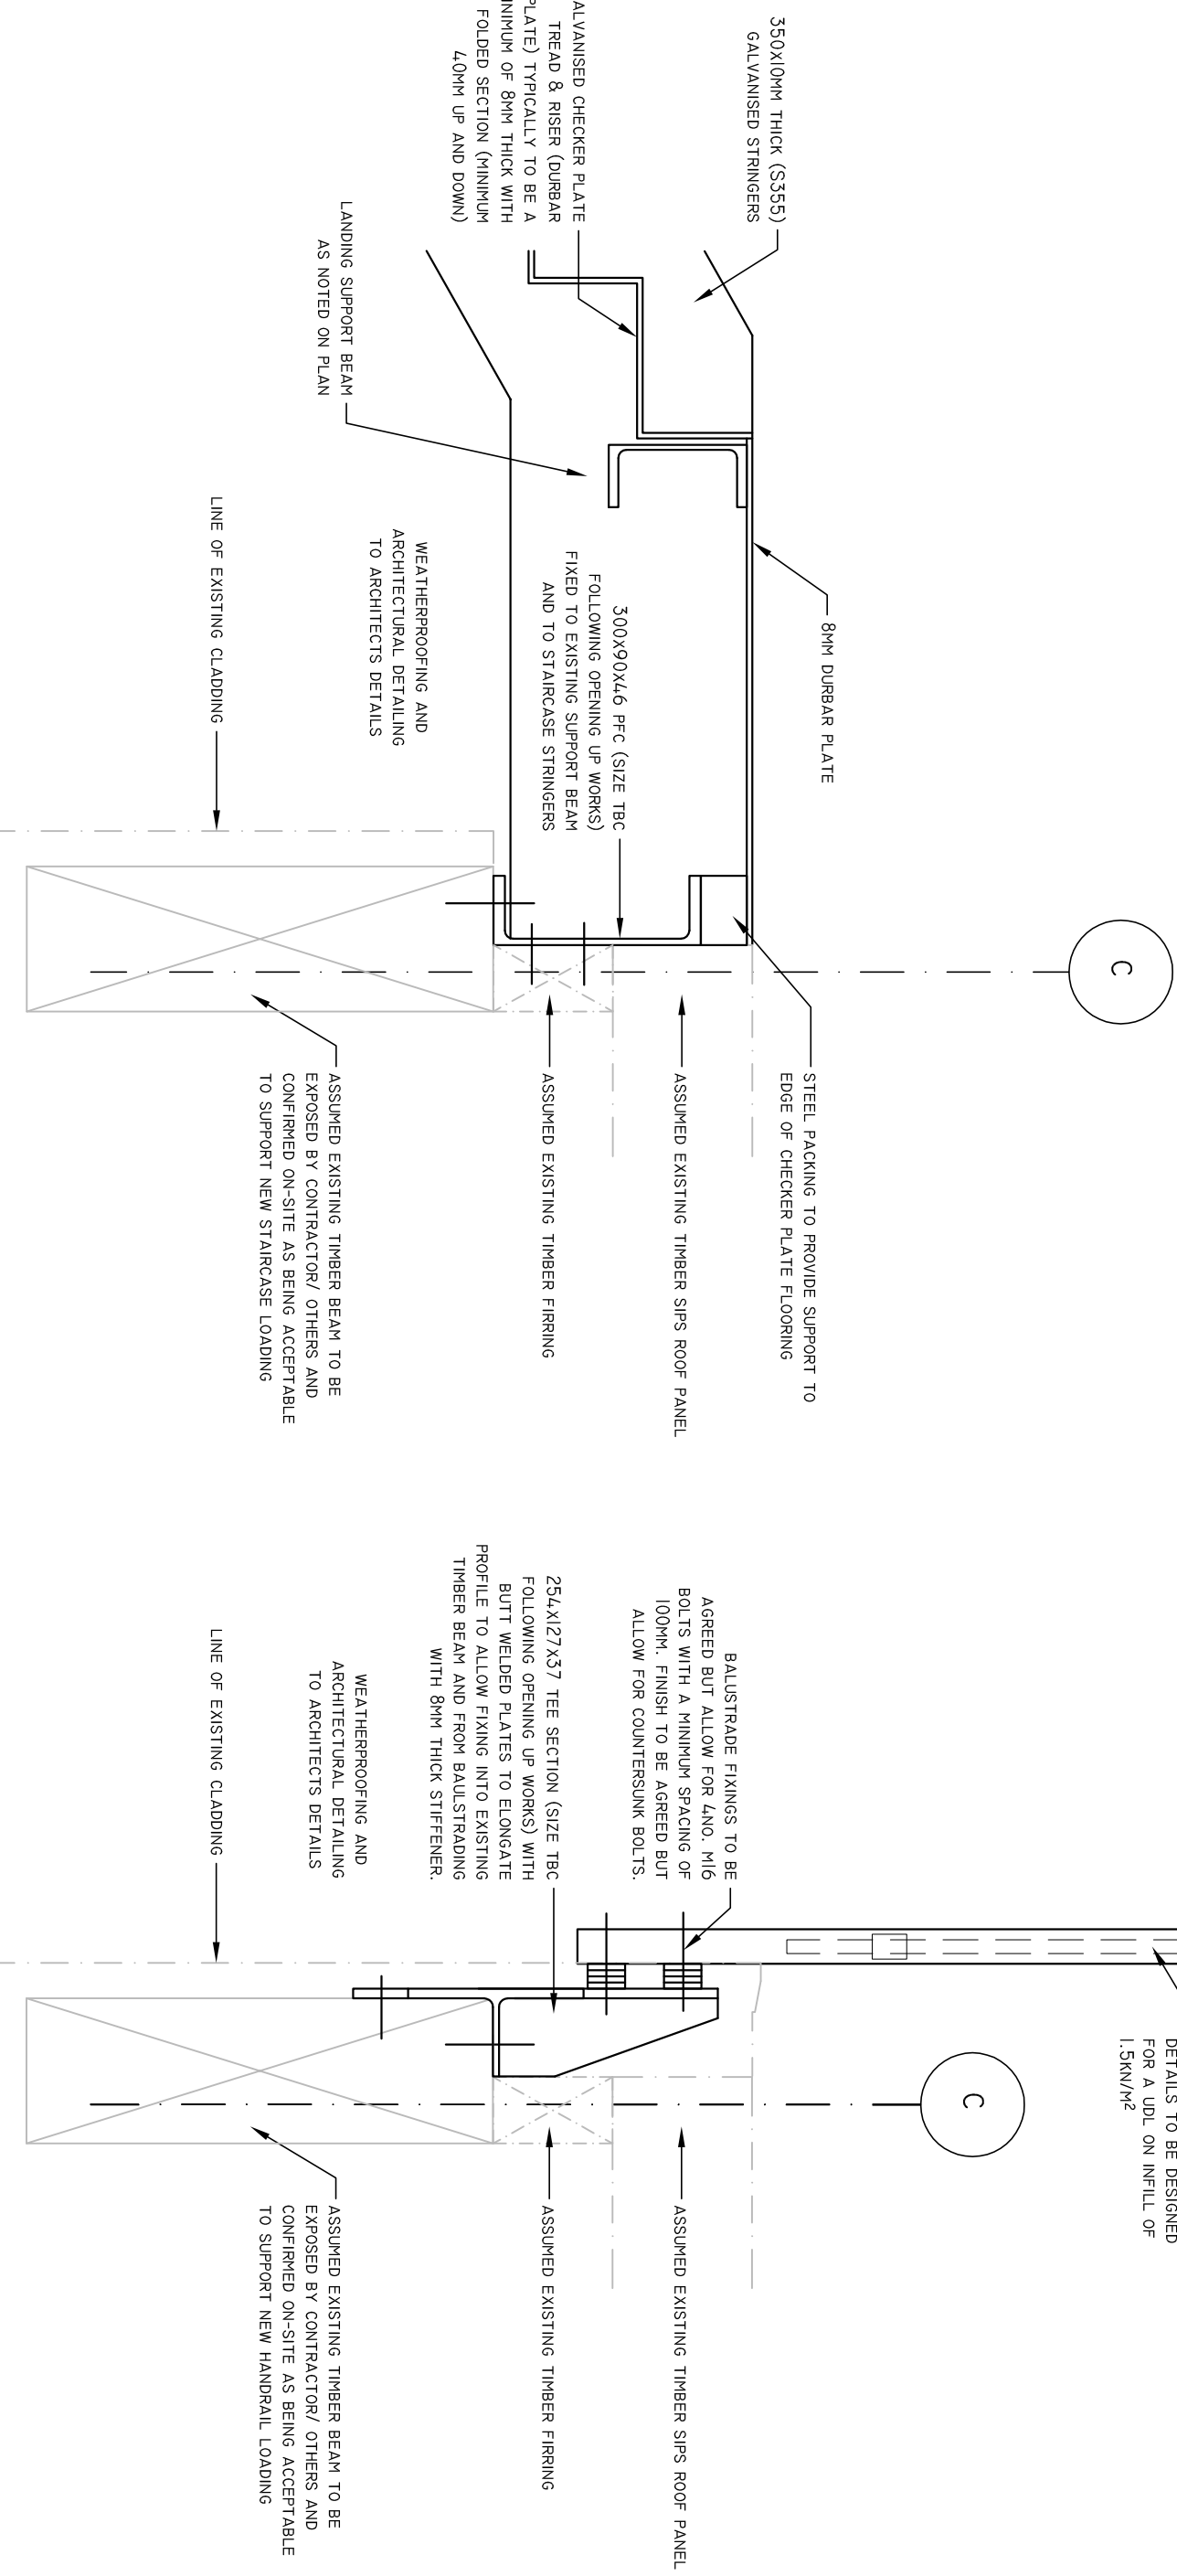 350x10MM THICK (S355)
GALVANISED STRINGERS
ALVANISED CHECKER PLATE
TREAD & RISER (DURBAR
PLATE) TYPICALLY TO BE A
NIMUM OF 8MM THICK WITH
FOLDED SECTION (MINIMUM
40MM UP AND DOWN)
LANDING SUPPORT BEAM
AS NOTED ON PLAN
8MM DURBAR PLATE
300x90x46 PFC (SIZE TBC
FOLLOWING OPENING UP WORKS)
FIXED TO EXISTING SUPPORT BEAM
AND TO STAIRCASE STRINGERS
WEATHERPROOFING AND
ARCHITECTURAL DETAILING
TO ARCHITECTS DETAILS
LINE OF EXISTING CLADDING
C
STEEL PACKING TO PROVIDE SUPPORT TO
EDGE OF CHECKER PLATE FLOORING
ASSUMED EXISTING TIMBER SIPS ROOF PANEL
ASSUMED EXISTING TIMBER FIRRING
ASSUMED EXISTING TIMBER BEAM TO BE
EXPOSED BY CONTRACTOR/ OTHERS AND
CONFIRMED ON-SITE AS BEING ACCEPTABLE
TO SUPPORT NEW STAIRCASE LOADING
BALUSTRADE FIXINGS TO BE
AGREED BUT ALLOW FOR 4NO. M16
BOLTS WITH A MINIMUM SPACING OF
100MM. FINISH TO BE AGREED BUT
ALLOW FOR COUNTERSUNK BOLTS.
254x127x37 TEE SECTION (SIZE TBC
FOLLOWING OPENING UP WORKS) WITH
BUTT WELDED PLATES TO ELONGATE
PROFILE TO ALLOW FIXING INTO EXISTING
TIMBER BEAM AND FROM BAULSTRADING
WITH 8MM THICK STIFFENER.
WEATHERPROOFING AND
ARCHITECTURAL DETAILING
TO ARCHITECTS DETAILS
LINE OF EXISTING CLADDING
DETAILS TO BE DESIGNED
FOR A UDL ON INFILL OF
1.5KN/M²
C
ASSUMED EXISTING TIMBER SIPS ROOF PANEL
ASSUMED EXISTING TIMBER FIRRING
ASSUMED EXISTING TIMBER BEAM TO BE
EXPOSED BY CONTRACTOR/ OTHERS AND
CONFIRMED ON-SITE AS BEING ACCEPTABLE
TO SUPPORT NEW HANDRAIL LOADING